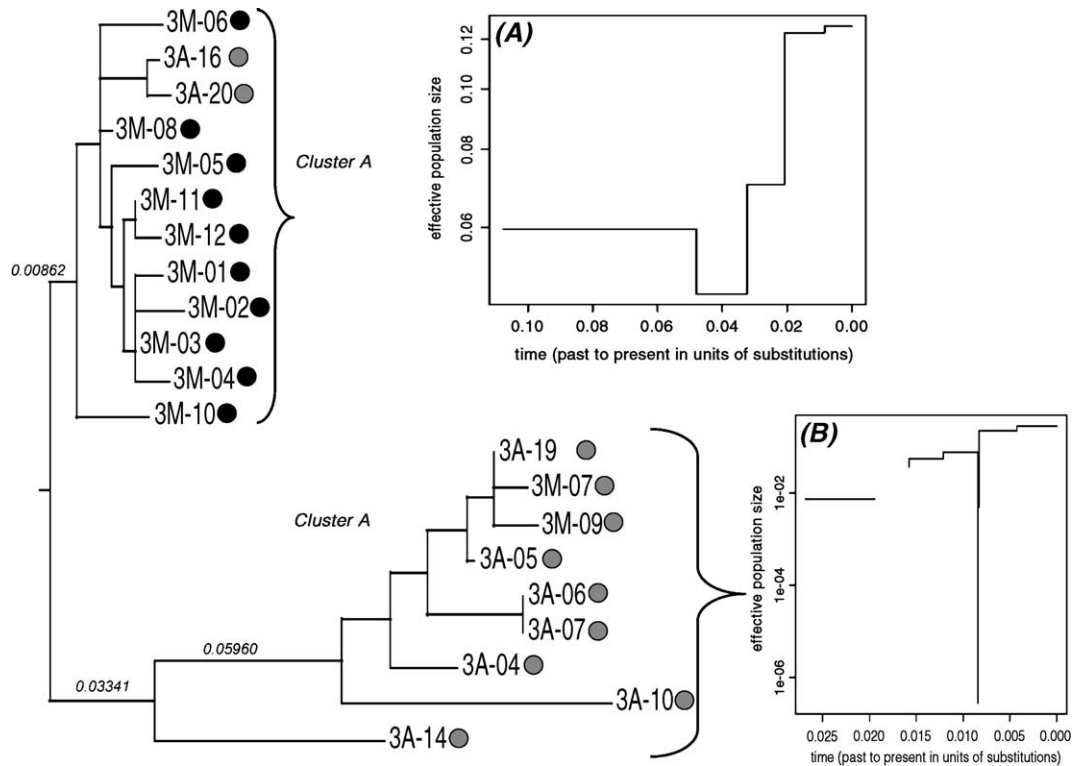 3M-06
3A-16
3A-20
3M-08
3M-05
3M-11
3M-12
3M-01
3M-02
3M-03
3M-04
3M-10
Cluster A
0.00862
(A)
effective population size
0.12
0.10
0.08
0.06
0.10 0.08 0.06 0.04 0.02 0.00
time (past to present in units of substitutions)
3A-19
3M-07
3M-09
3A-05
3A-06
3A-07
3A-04
3A-10
3A-14
Cluster A
0.05960
0.03341
(B)
effective population size
1e-02
1e-04
1e-06
0.025 0.020 0.015 0.010 0.005 0.000
time (past to present in units of substitutions)